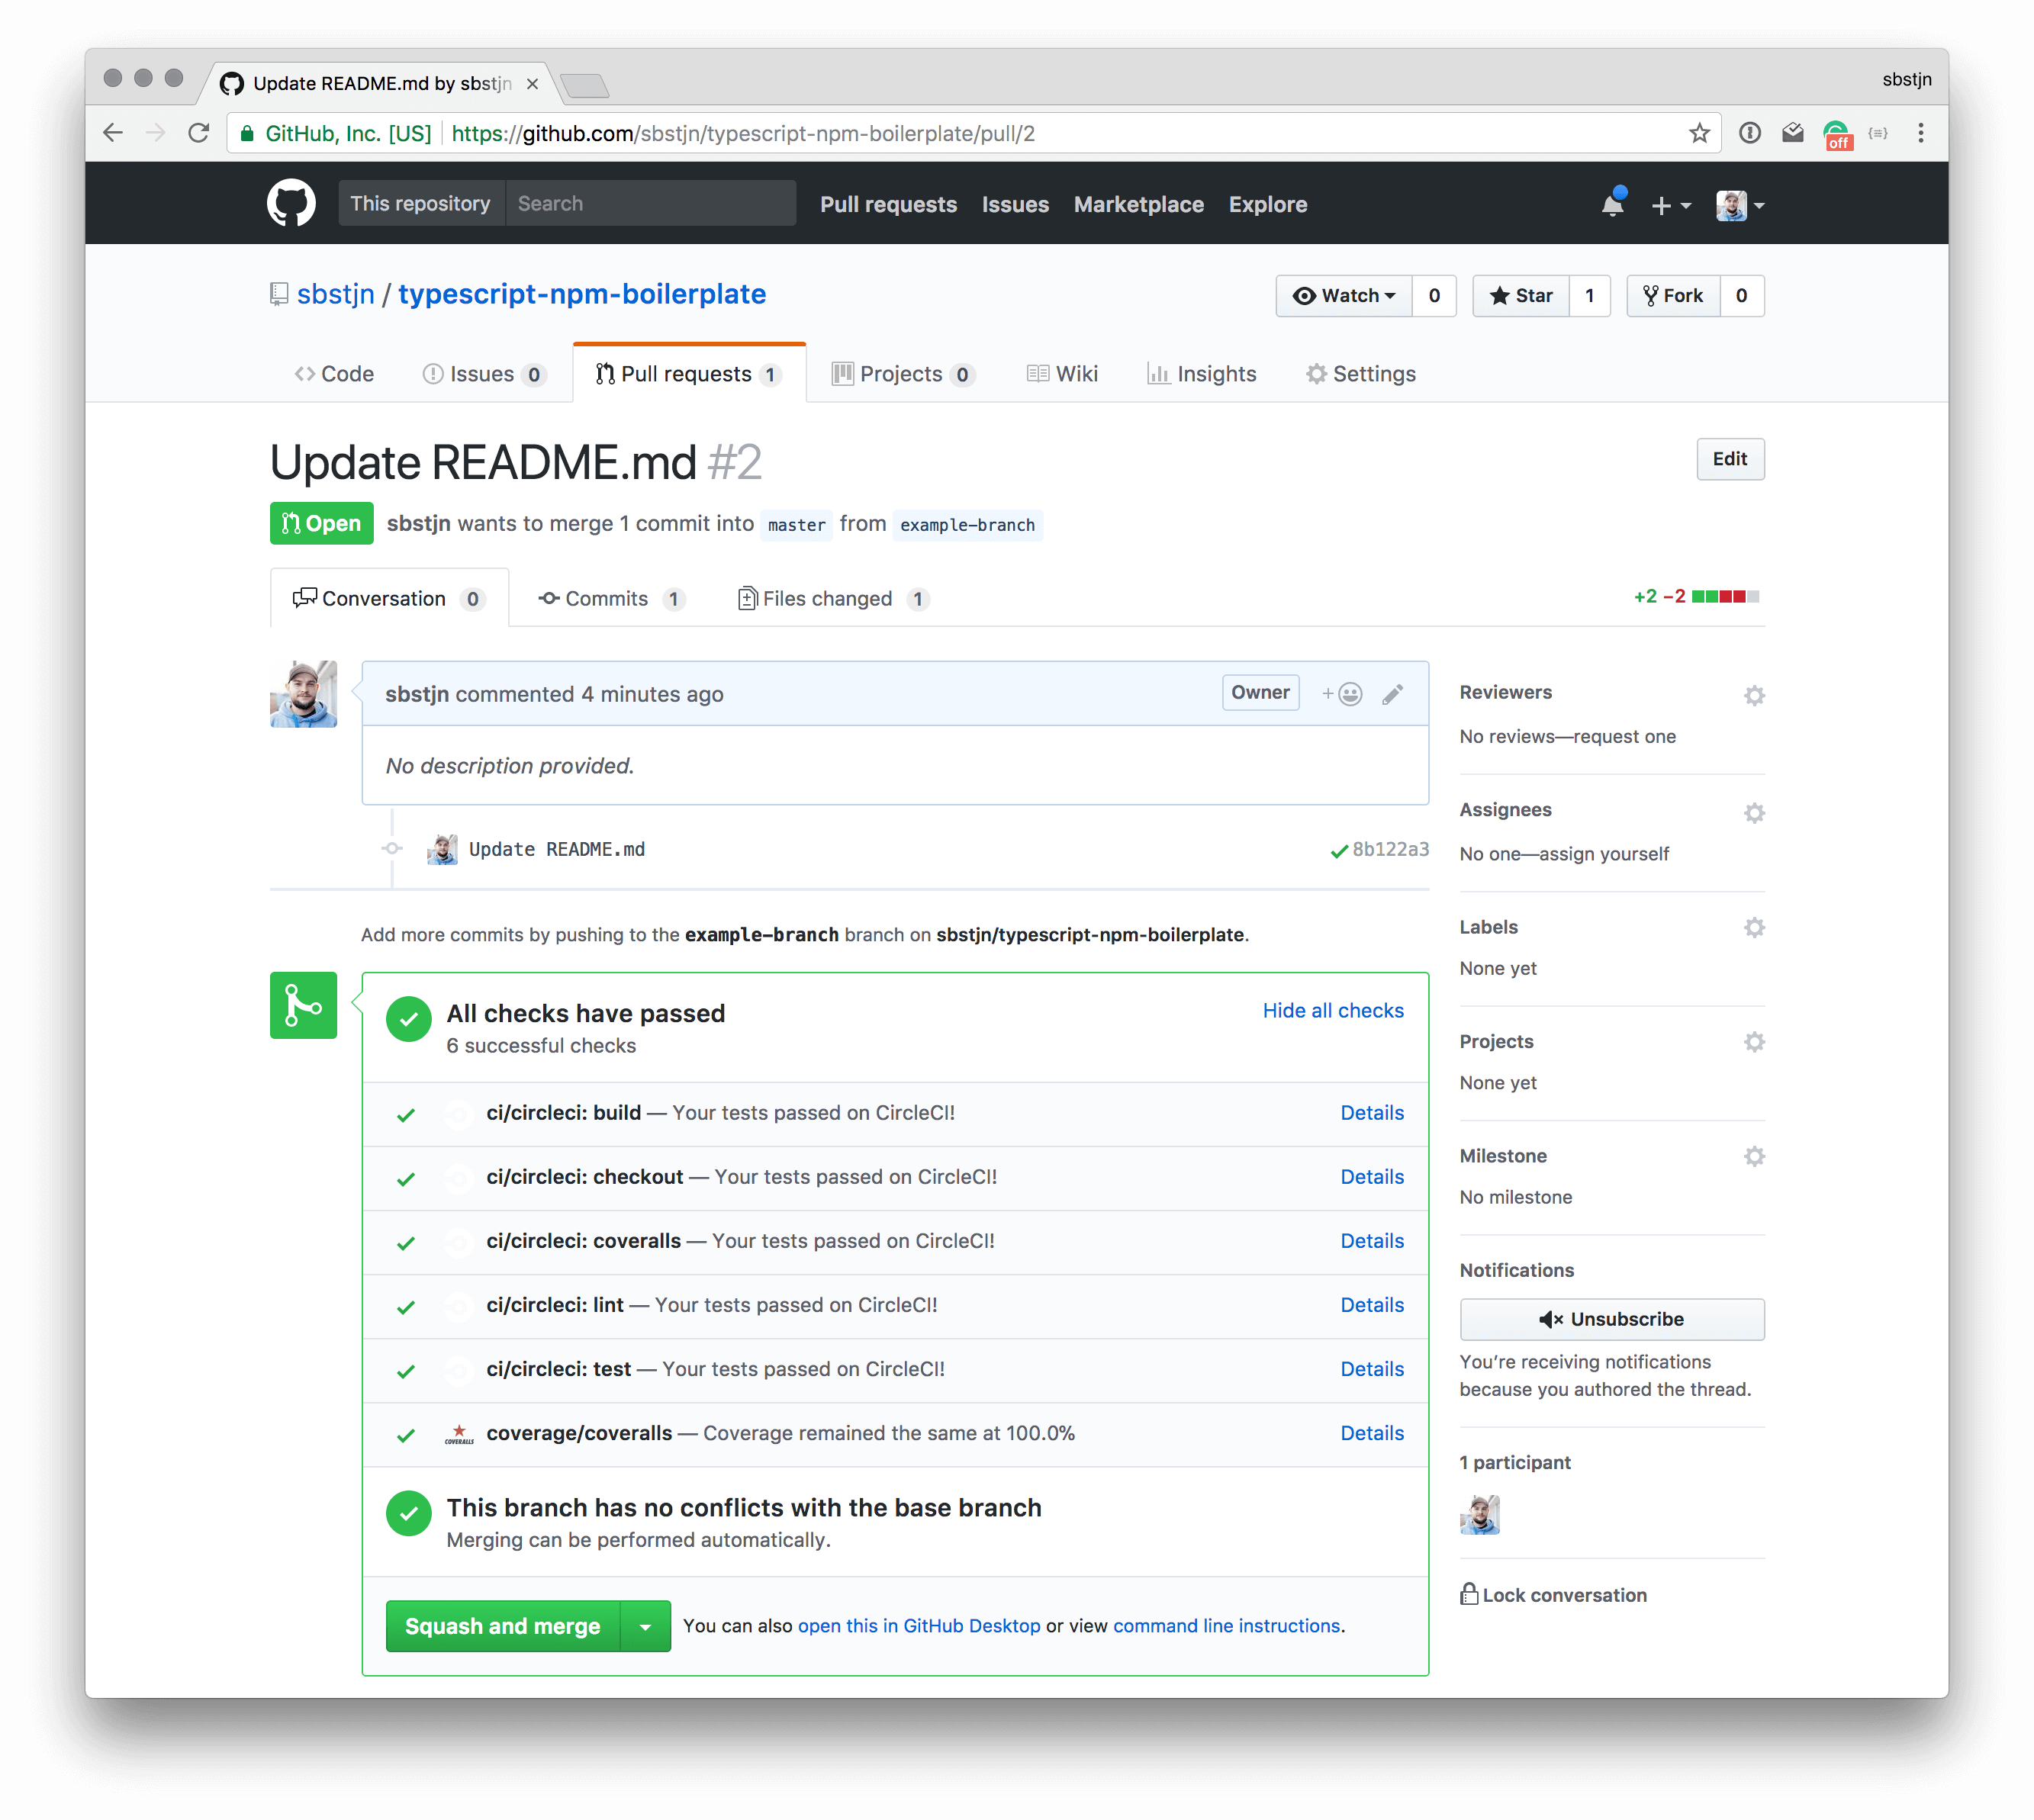 Update README.md by sbstjn
sbstjn
GitHub, Inc. [US] https://github.com/sbstjn/typescript-npm-boilerplate/pull/2
off
This repository Search Pull requests Issues Marketplace Explore
sbstjn / typescript-npm-boilerplate
Watch 0 Star 1 Fork 0
Code Issues 0 Pull requests 1 Projects 0 Wiki Insights Settings
Update README.md #2
Edit
Open sbstjn wants to merge 1 commit into master from example-branch
Conversation 0 Commits 1 Files changed 1
+2 −2
sbstjn commented 4 minutes ago
Owner
No description provided.
Update README.md
8b122a3
Add more commits by pushing to the example-branch branch on sbstjn/typescript-npm-boilerplate.
All checks have passed
Hide all checks
6 successful checks
ci/circleci: build — Your tests passed on CircleCI! Details
ci/circleci: checkout — Your tests passed on CircleCI! Details
ci/circleci: coveralls — Your tests passed on CircleCI! Details
ci/circleci: lint — Your tests passed on CircleCI! Details
ci/circleci: test — Your tests passed on CircleCI! Details
COVERALLS coverage/coveralls — Coverage remained the same at 100.0% Details
This branch has no conflicts with the base branch
Merging can be performed automatically.
Squash and merge You can also open this in GitHub Desktop or view command line instructions.
Reviewers
No reviews—request one
Assignees
No one—assign yourself
Labels
None yet
Projects
None yet
Milestone
No milestone
Notifications
Unsubscribe
You’re receiving notifications
because you authored the thread.
1 participant
Lock conversation